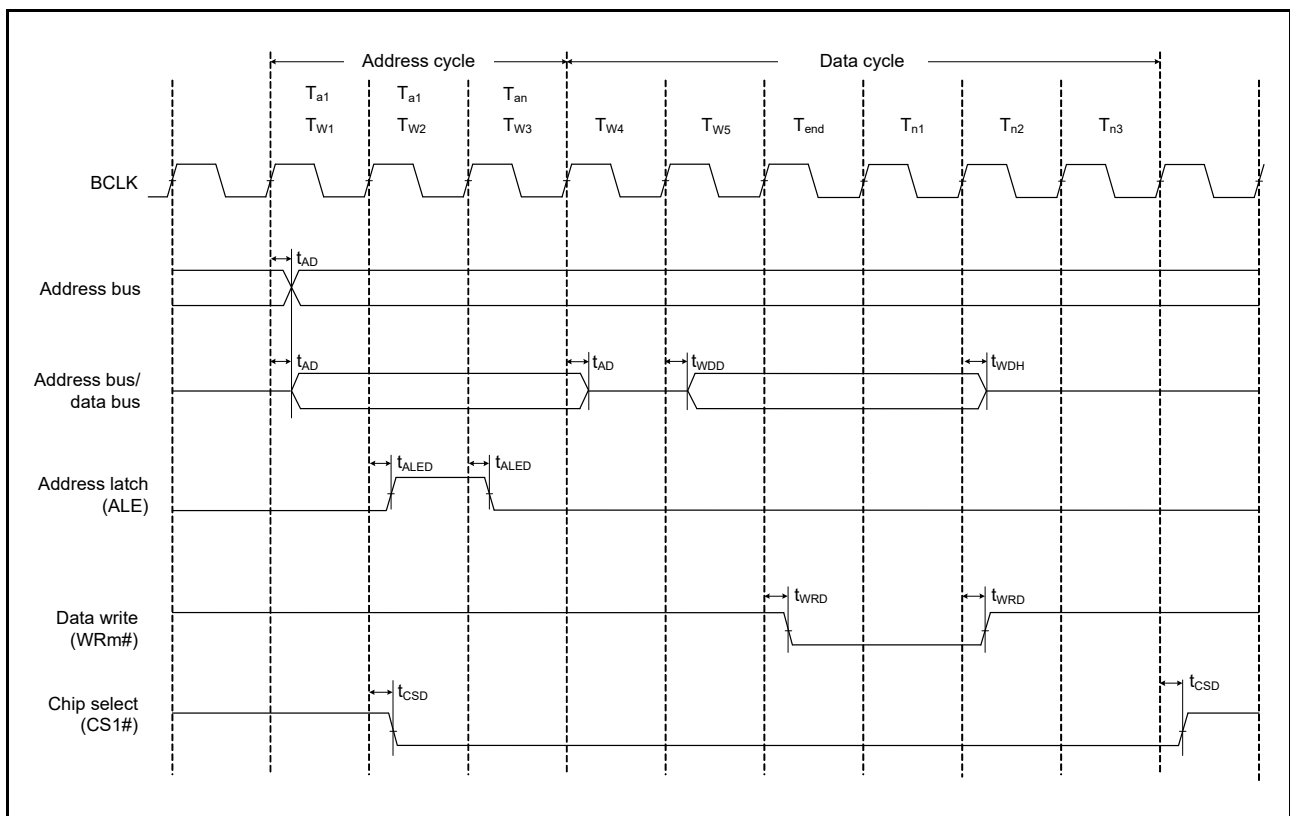 Address cycle Data cycle
Ta1 Ta1 Tan
TW1 TW2 TW3 TW4 TW5 Tend Tn1 Tn2 Tn3
BCLK
tAD
Address bus
tAD tAD tWDD tWDH
Address bus/
data bus
tALED tALED
Address latch
(ALE)
tWRD tWRD
Data write
(WRm#)
tCSD tCSD
Chip select
(CS1#)